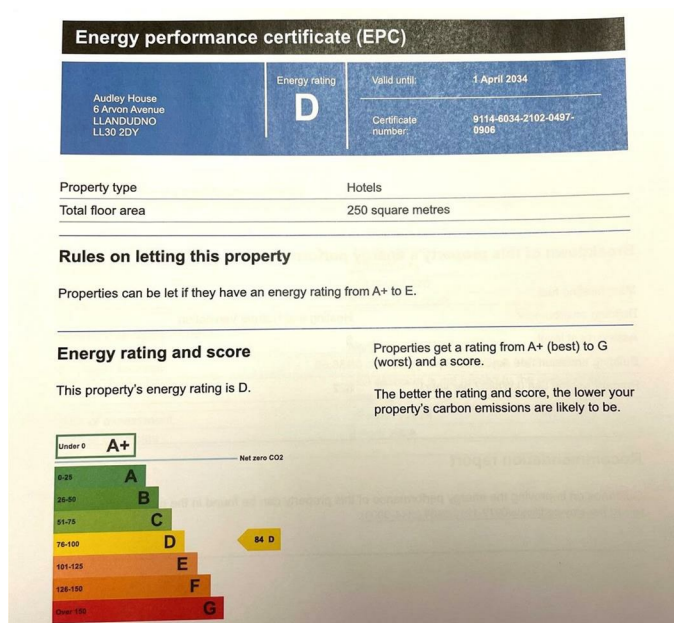 Energy performance certificate (EPC)
Audley House
6 Arvon Avenue
LLANDUDNO
LL30 2DY
Energy rating
D
Valid until:
1 April 2034
Certificate
number:
9114-6034-2102-0497-
0906
Property type
Hotels
Total floor area
250 square metres
Rules on letting this property
Properties can be let if they have an energy rating from A+ to E.
Energy rating and score
This property's energy rating is D.
Properties get a rating from A+ (best) to G
(worst) and a score.
The better the rating and score, the lower your
property's carbon emissions are likely to be.
Under 0 A+
Net zero CO2
0-25 A
26-50 B
51-75 C
76-100 D
84 D
101-125 E
126-150 F
Over 150 G
Recommendation report